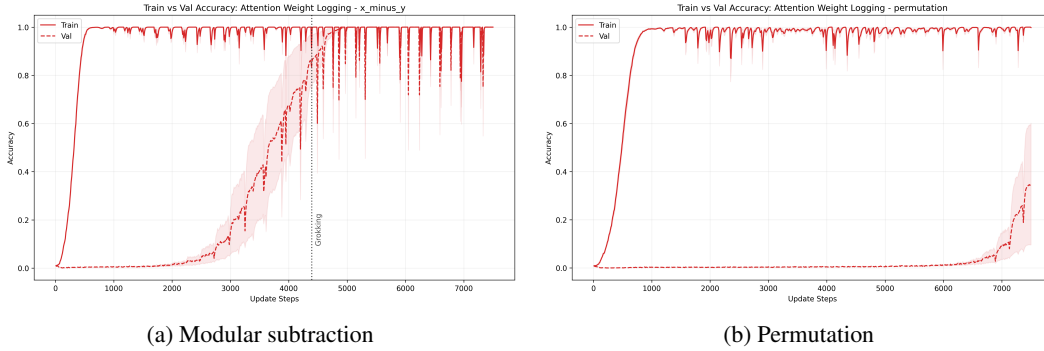 Train vs Val Accuracy: Attention Weight Logging - x_minus_y
Train
Val
1.0
0.8
0.6
0.4
0.2
0.0
Accuracy
Grokking
0
1000
2000
3000
4000
5000
6000
7000
Update Steps
(a) Modular subtraction
Train vs Val Accuracy: Attention Weight Logging - permutation
Train
Val
1.0
0.8
0.6
0.4
0.2
0.0
Accuracy
0
1000
2000
3000
4000
5000
6000
7000
Update Steps
(b) Permutation